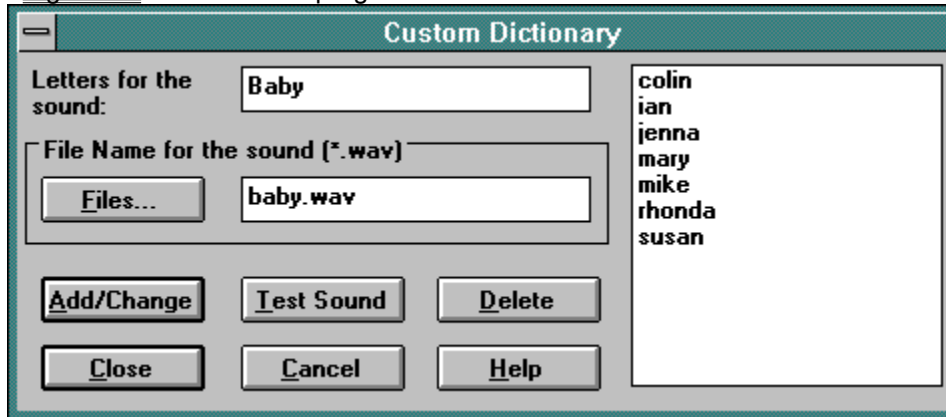 Custom Dictionary
Letters for the
sound:
Baby
File Name for the sound (*.wav)
Files...
baby.wav
Add/Change
Test Sound
Delete
Close
Cancel
Help
colin
ian
jenna
mary
mike
rhonda
susan